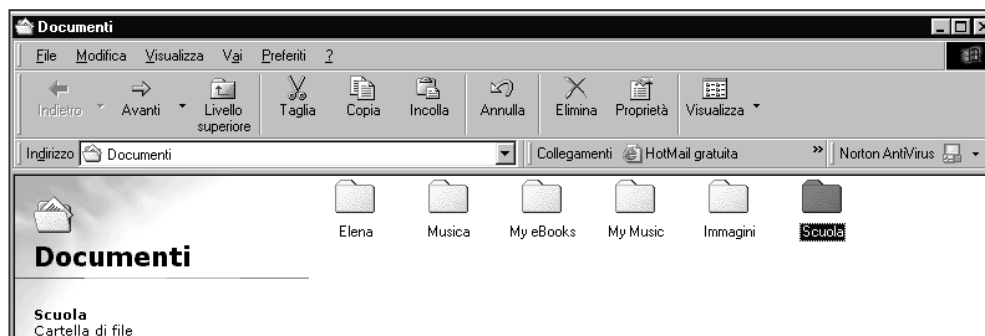 Documenti
File Modifica Visualizza Vai Preferiti ?
Indietro Avanti Livello superiore Taglia Copia Incolla Annulla Elimina Proprietà Visualizza
Indirizzo Documenti Collegamenti HotMail gratuita » Norton AntiVirus
Elena Musica My eBooks My Music Immagini Scuola
Documenti
Scuola
Cartella di file